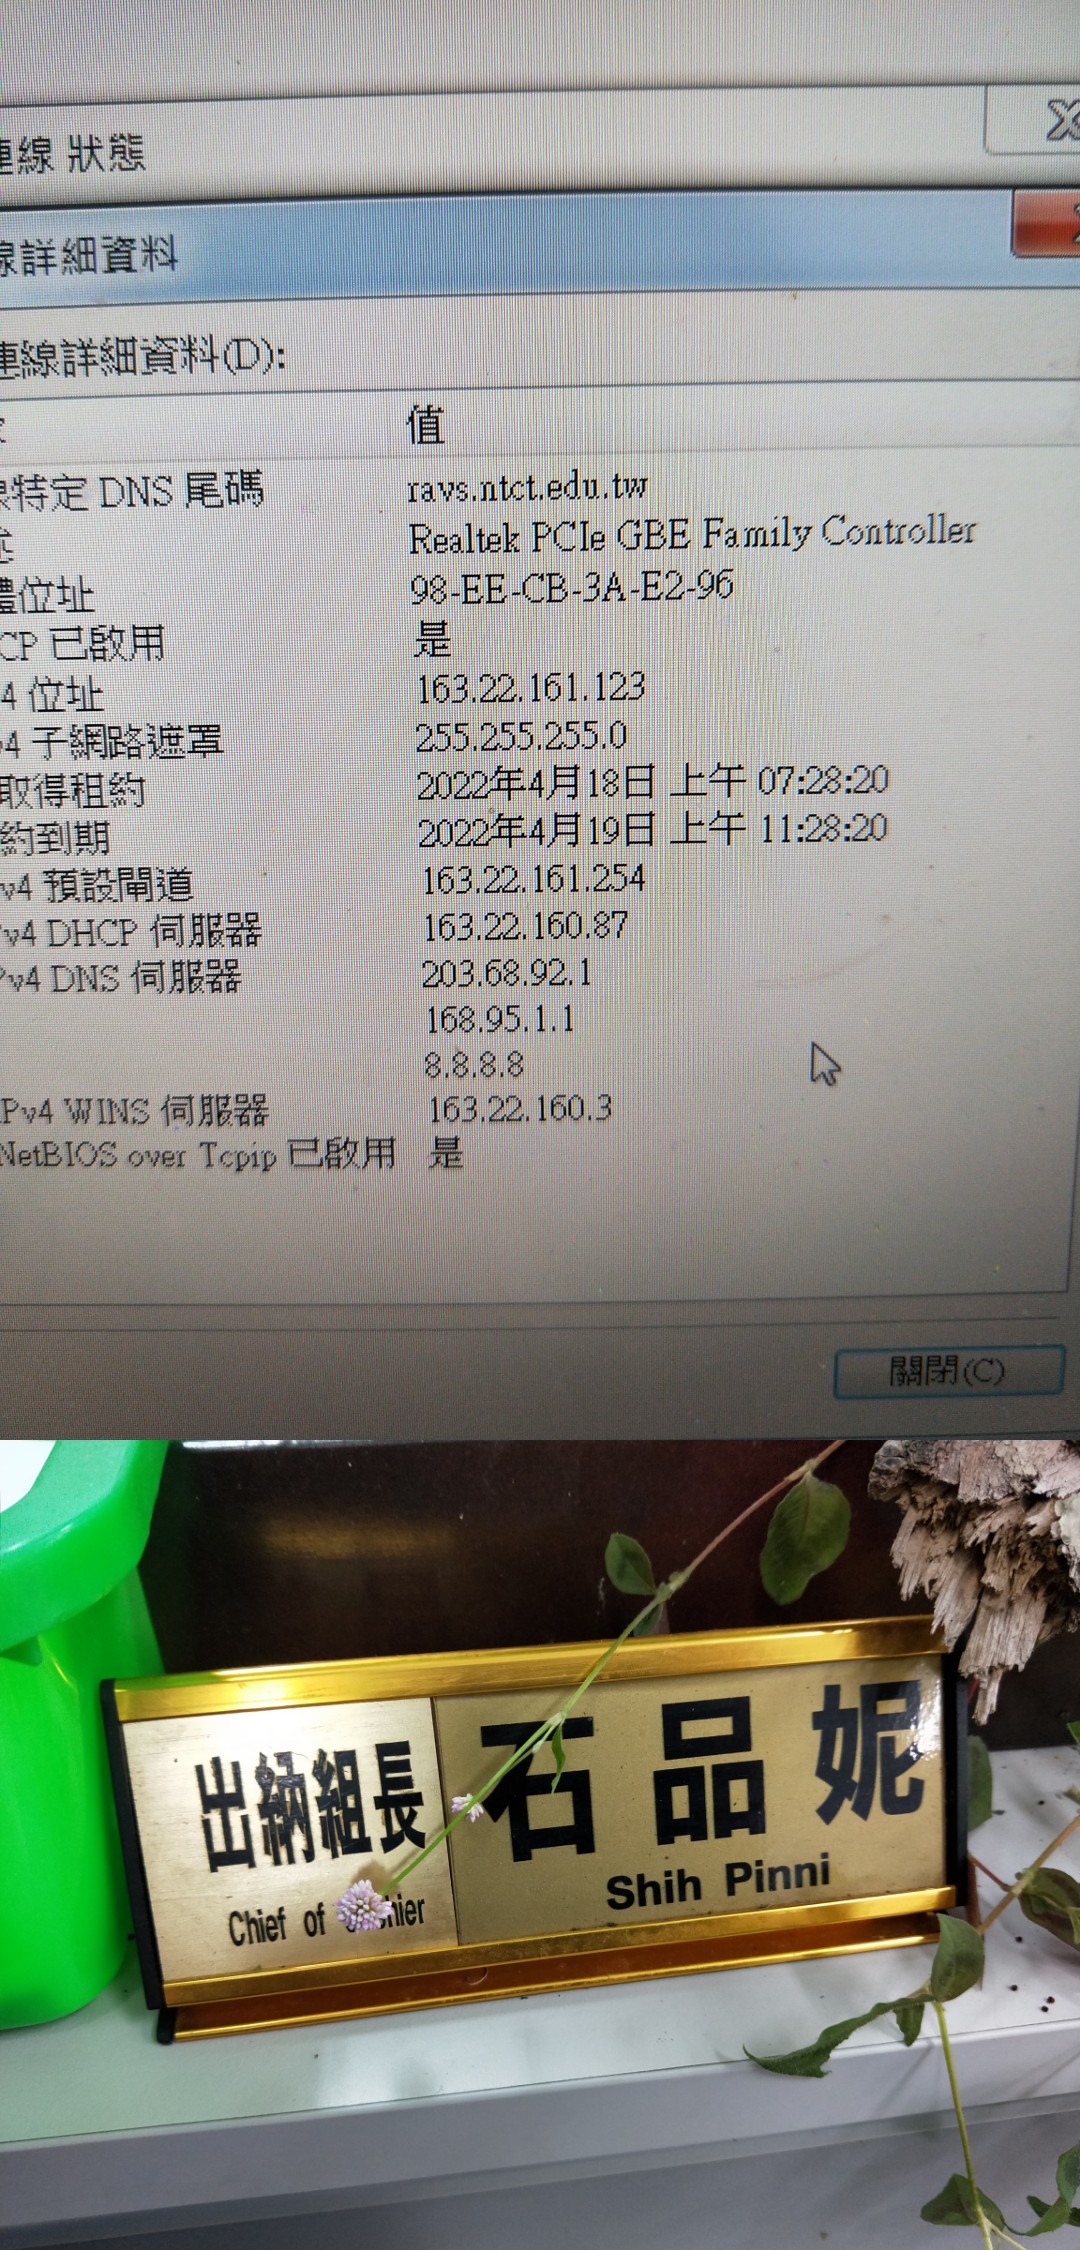 連線 狀態
線詳細資料
連線詳細資料(D):
值
線特定 DNS 尾碼 ravs.ntct.edu.tw
Realtek PCIe GBE Family Controller
體位址 98-EE-CB-3A-E2-96
CP 已啟用 是
4 位址 163.22.161.123
v4 子網路遮罩 255.255.255.0
取得租約 2022年4月18日 上午 07:28:20
約到期 2022年4月19日 上午 11:28:20
v4 預設閘道 163.22.161.254
v4 DHCP 伺服器 163.22.160.87
Pv4 DNS 伺服器 203.68.92.1
168.95.1.1
8.8.8.8
IPv4 WINS 伺服器 163.22.160.3
NetBIOS over Tcpip 已啟用 是
關閉(C)
出納組長 石品妮
Chief of Shih Pinni